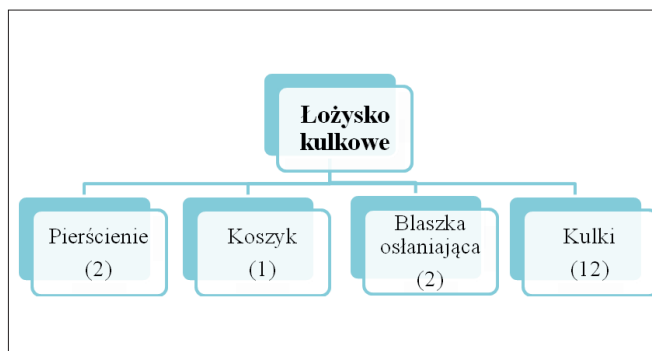 Łożysko
kulkowe
Pierścienie
(2)
Koszyk
(1)
Blaszka
osłaniająca
(2)
Kulki
(12)